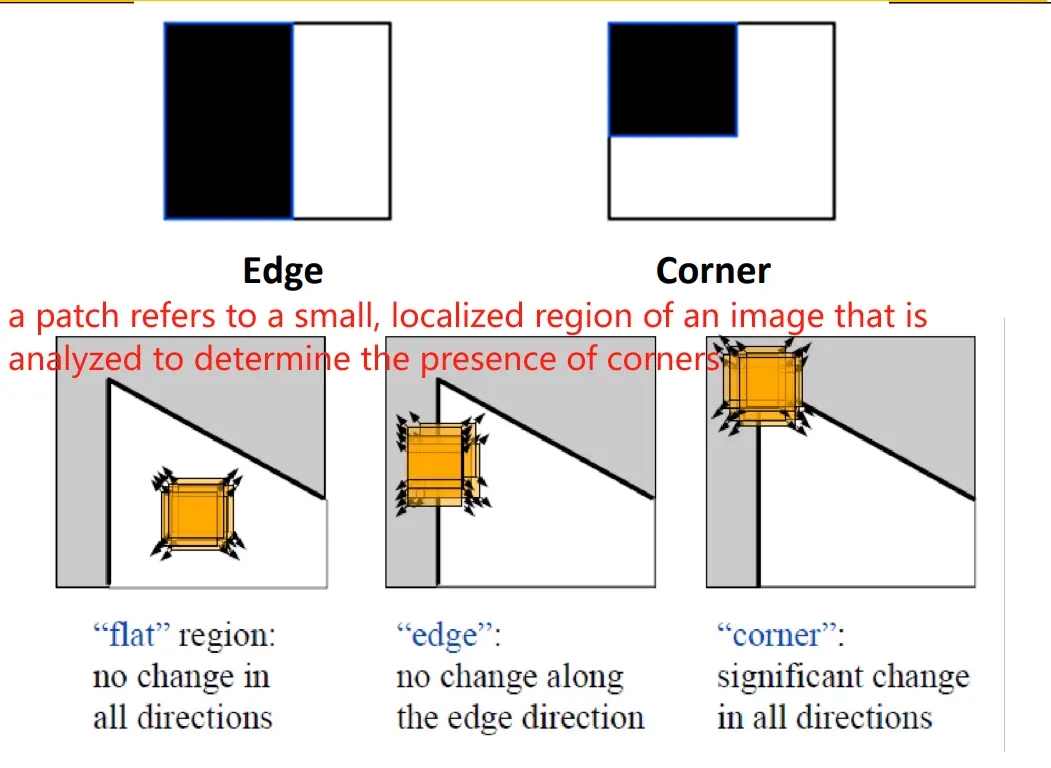 Edge
Corner
a patch refers to a small, localized region of an image that is
analyzed to determine the presence of corners
“flat” region:
no change in
all directions
“edge”:
no change along
the edge direction
“corner”:
significant change
in all directions